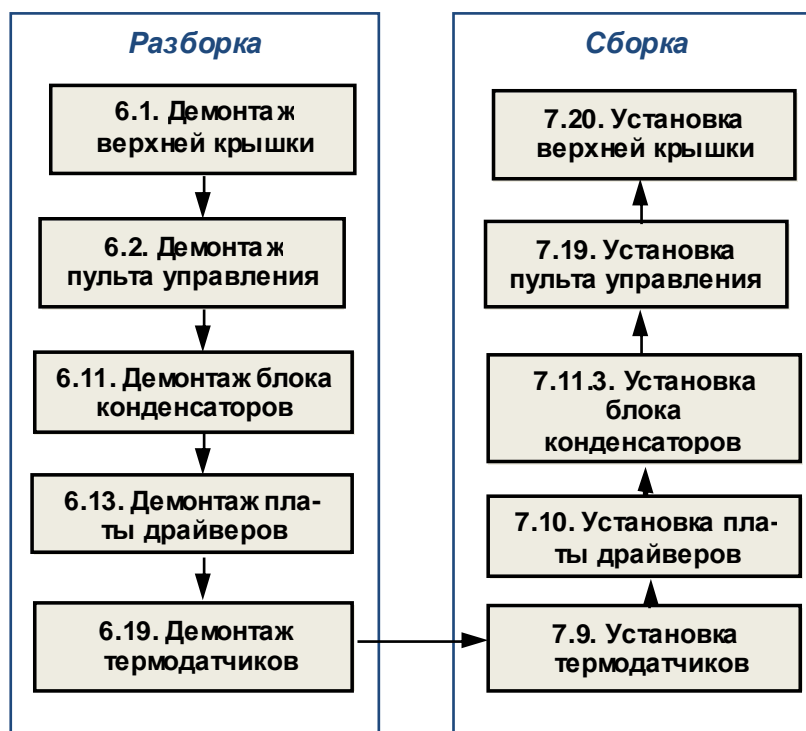 Разборка
6.1. Демонтаж
верхней крышки
6.2. Демонтаж
пульта управления
6.11. Демонтаж блока
конденсаторов
6.13. Демонтаж пла-
ты драйверов
6.19. Демонтаж
термодатчиков
Сборка
7.20. Установка
верхней крышки
7.19. Установка
пульта управления
7.11.3. Установка
блока
конденсаторов
7.10. Установка пла-
ты драйверов
7.9. Установка
термодатчиков